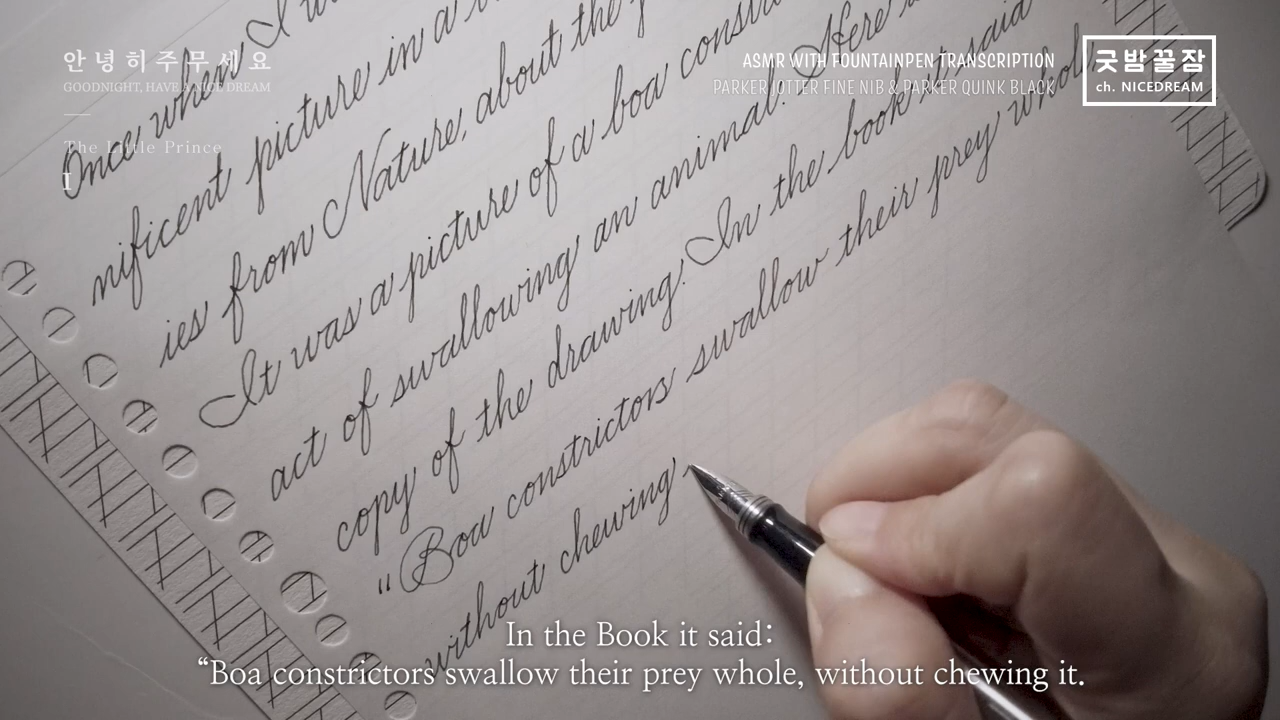 안녕히주무세요
GOODNIGHT, HAVE A NICE DREAM
The Little Prince
I
ASMR WITH FOUNTAINPEN TRANSCRIPTION
PARKER JOTTER FINE NIB & PARKER QUINK BLACK
굿밤꿀잠
ch. NICEDREAM
Once when I
nificent picture in a
ies from Nature, about the
It was a picture of a boa
act of swallowing an animal. Here
copy of the drawing. In the book it said
"Boa constrictors swallow their prey
without chewing
In the Book it said:
“Boa constrictors swallow their prey whole, without chewing it.